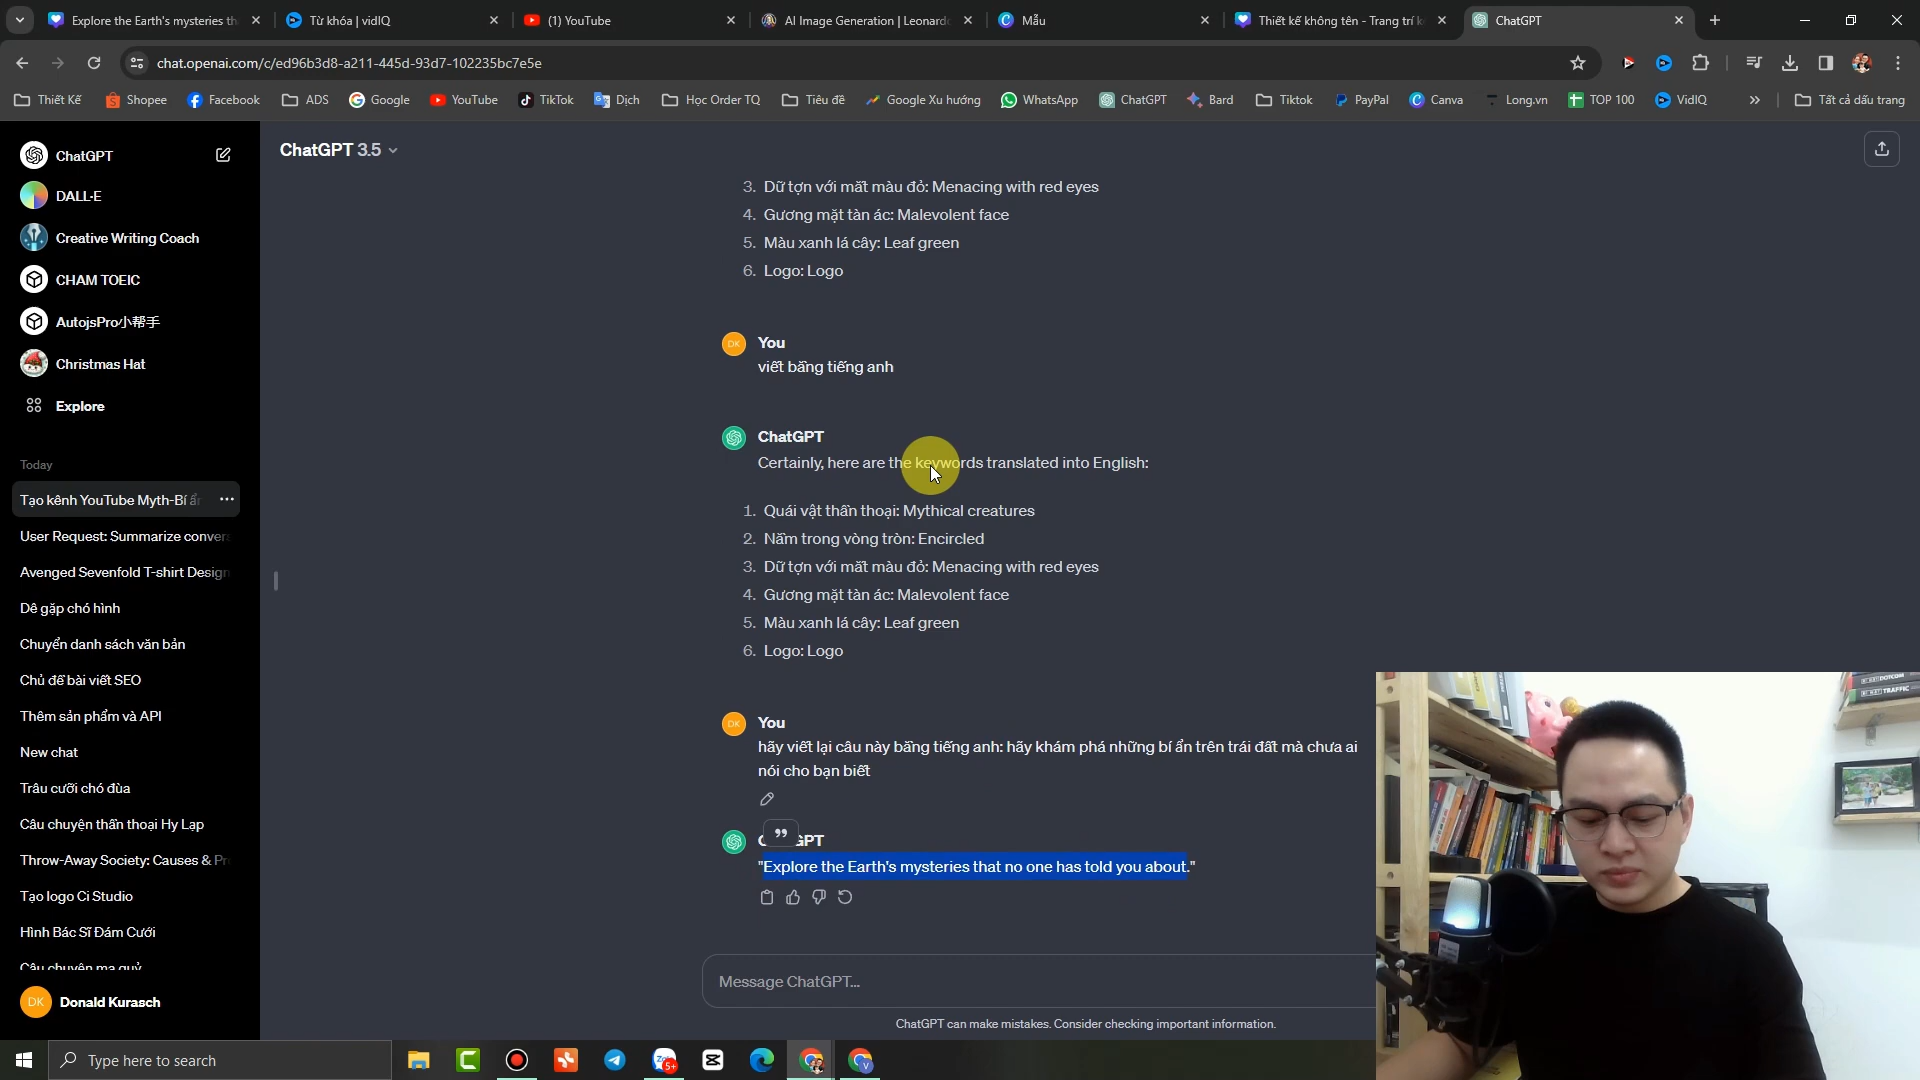 Explore the Earth's mysteries th
Từ khóa | vidIQ
(1) YouTube
AI Image Generation | Leonard
Mẫu
Thiết kế không tên - Trang trí k
ChatGPT
chat.openai.com/c/ed96b3d8-a211-445d-93d7-102235bc7e5e
Thiết Kế
Shopee
Facebook
ADS
Google
YouTube
TikTok
Dịch
Học Order TQ
Tiêu đề
Google Xu hướng
WhatsApp
ChatGPT
Bard
Tiktok
PayPal
Canva
Long.vn
TOP 100
VidIQ
»
Tất cả dấu trang
ChatGPT
DALL·E
Creative Writing Coach
CHAM TOEIC
AutojsPro小帮手
Christmas Hat
Explore
Today
Tạo kênh YouTube Myth-Bí ẩn
User Request: Summarize conver
Avenged Sevenfold T-shirt Design
Dê gặp chó hình
Chuyển danh sách văn bản
Chủ đề bài viết SEO
Thêm sản phẩm và API
New chat
Trâu cưỡi chó đùa
Câu chuyện thần thoại Hy Lạp
Throw-Away Society: Causes & Pr
Tạo logo Ci Studio
Hình Bác Sĩ Đám Cưới
Câu chuyện ma quỷ
DK
Donald Kurasch
ChatGPT 3.5
3. Dữ tợn với mắt màu đỏ: Menacing with red eyes
4. Gương mặt tàn ác: Malevolent face
5. Màu xanh lá cây: Leaf green
6. Logo: Logo
DK
You
viết bằng tiếng anh
ChatGPT
Certainly, here are the keywords translated into English:
1. Quái vật thần thoại: Mythical creatures
2. Nằm trong vòng tròn: Encircled
3. Dữ tợn với mắt màu đỏ: Menacing with red eyes
4. Gương mặt tàn ác: Malevolent face
5. Màu xanh lá cây: Leaf green
6. Logo: Logo
DK
You
hãy viết lại câu này bằng tiếng anh: hãy khám phá những bí ẩn trên trái đất mà chưa ai
nói cho bạn biết
"Explore the Earth's mysteries that no one has told you about."
Message ChatGPT...
ChatGPT can make mistakes. Consider checking important information.
Type here to search
Zalo
5+
V
DOTCOM
TRAFFIC